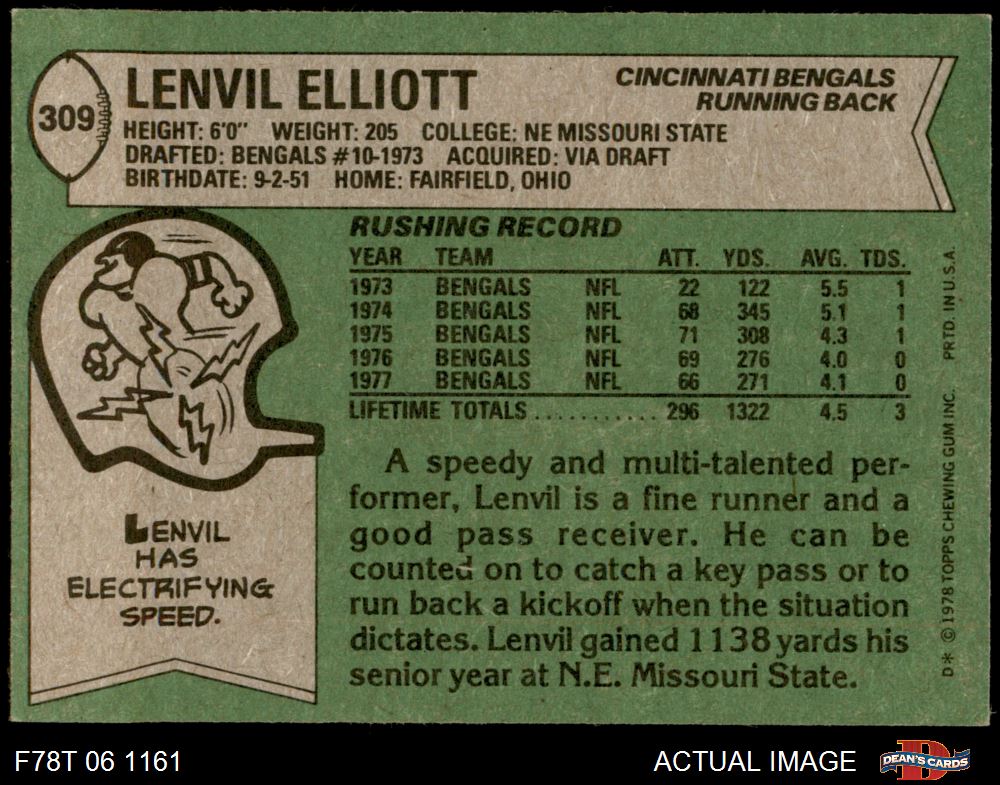 309
LENVIL ELLIOTT
CINCINNATI BENGALS
RUNNING BACK
HEIGHT: 6'0" WEIGHT: 205 COLLEGE: NE MISSOURI STATE
DRAFTED: BENGALS #10-1973 ACQUIRED: VIA DRAFT
BIRTHDATE: 9-2-51 HOME: FAIRFIELD, OHIO
RUSHING RECORD
YEAR TEAM ATT. YDS. AVG. TDS.
1973 BENGALS NFL 22 122 5.5 1
1974 BENGALS NFL 68 345 5.1 1
1975 BENGALS NFL 71 308 4.3 1
1976 BENGALS NFL 69 276 4.0 0
1977 BENGALS NFL 66 271 4.1 0
LIFETIME TOTALS ........... 296 1322 4.5 3
LENVIL
HAS
ELECTRIFYING
SPEED.
A speedy and multi-talented per-
former, Lenvil is a fine runner and a
good pass receiver. He can be
counted on to catch a key pass or to
run back a kickoff when the situation
dictates. Lenvil gained 1138 yards his
senior year at N.E. Missouri State.
D* © 1978 TOPPS CHEWING GUM INC. PRTD. IN U.S.A.
F78T 06 1161
ACTUAL IMAGE
D
DEAN'S CARDS